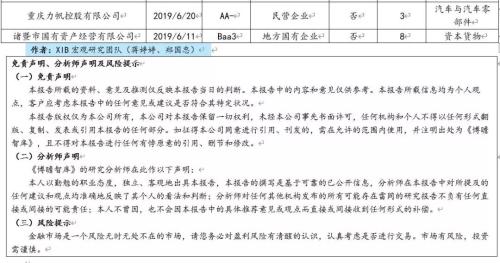 重庆力帆控股有限公司 2019/6/20 AA- 民营企业 否 3 汽车与汽车零部件
诸暨市国有资产经营有限公司 2019/6/11 Baa3 地方国有企业 否 8 资本货物
作者：XIB 宏观研究团队（蒋婷婷、郑国忠）
免责声明、分析师声明及风险提示
（一）免责声明
本报告所载的资料、意见及推测仅反映本报告当日的判断。本报告中的内容和意见仅供参考。本报告所载信息均为个人观
点，客户应考虑本报告中的任何意见或建议是否符合其特定状况。
本报告版权仅为本公司所有，本公司对本报告保留一切权利，未经本公司事先书面许可，任何机构和个人不得以任何形式翻
版、复制、发表或引用本报告的任何部分。如征得本公司同意进行引用、刊发的，需在允许的范围内使用，并注明出处为《博
瞻智库》，且不得对本报告进行任何有悖原意的引用、删节和修改。
（二）分析师声明
《博瞻智库》的研究分析师在此作以下声明：
本人以勤勉的职业态度，独立、客观地出具本报告，本报告的撰写是基于可靠的已公开信息，分析师在本报告中对所提及的
任何建议和观点均准确地反映了其个人的看法和判断；分析师对任何其他机构发布的所有可能存在雷同的研究报告不负有任何直
接或间接的可能责任；本人不曾因，也不会因本报告中的具体推荐意见或观点而直接或间接收到任何形式的补偿。
（三）风险提示
金融市场是一个风险无时无处不在的市场，请您务必对盈利风险有清醒的认识，认真考虑是否进行交易。市场有风险，投资
需谨慎。